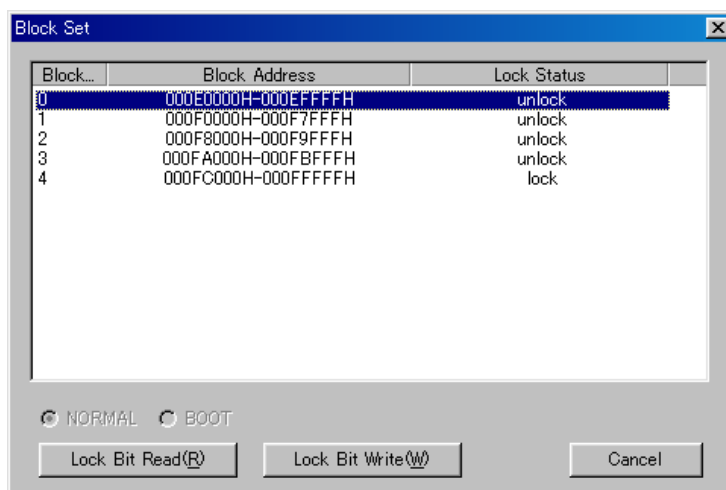 Block Set
Block... Block Address Lock Status
0 000E0000H-000EFFFFH unlock
1 000F0000H-000F7FFFH unlock
2 000F8000H-000F9FFFH unlock
3 000FA000H-000FBFFFH unlock
4 000FC000H-000FFFFFH lock
NORMAL BOOT
Lock Bit Read(R) Lock Bit Write(W) Cancel